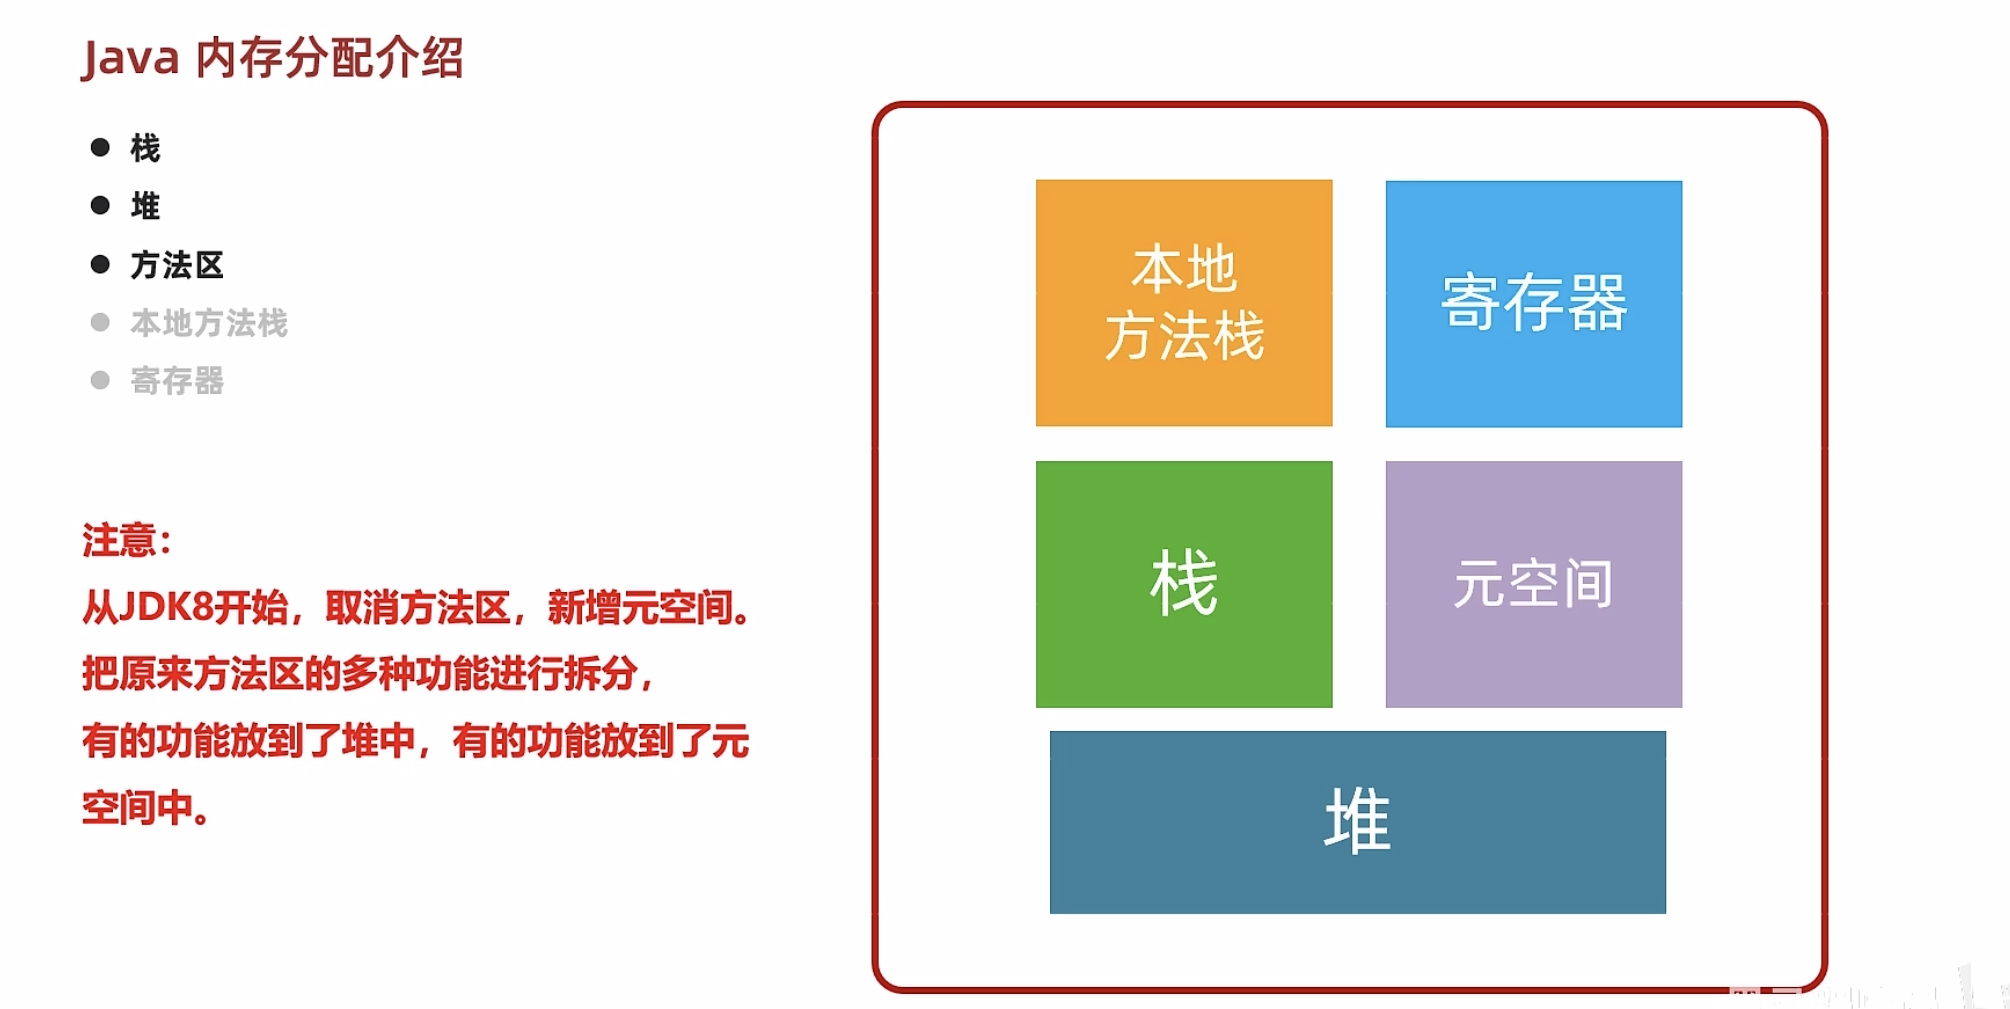 Java 内存分配介绍
栈
堆
方法区
本地方法栈
寄存器
注意：
从JDK8开始，取消方法区，新增元空间。
把原来方法区的多种功能进行拆分，
有的功能放到了堆中，有的功能放到了元
空间中。
本地
方法栈
寄存器
栈
元空间
堆